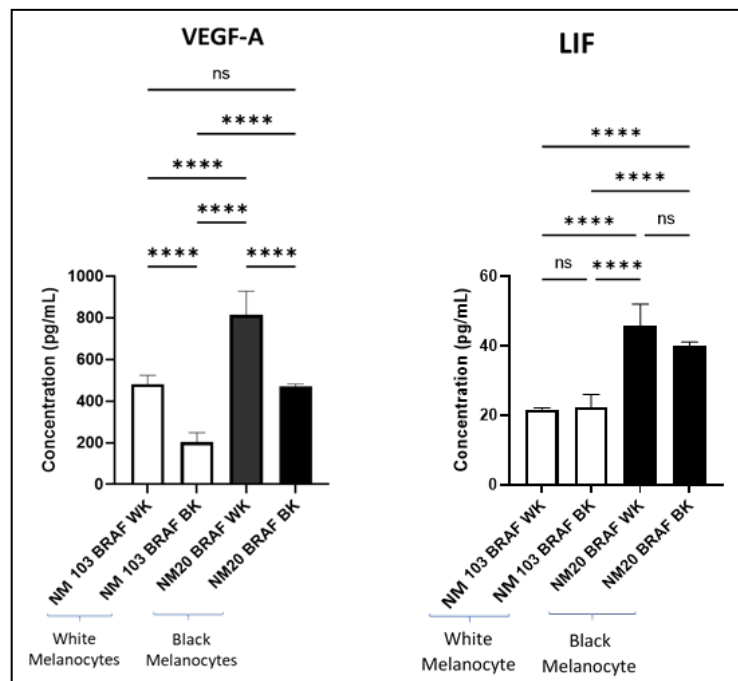 VEGF-A
ns
****
****
****
****
****
1000
800
600
400
200
0
Concentration (pg/mL)
NM 103 BRAF WK
NM 103 BRAF BK
NM20 BRAF WK
NM20 BRAF BK
White
Melanocytes
Black
Melanocytes
LIF
****
****
****
ns
ns
****
60
40
20
0
Concentration (pg/mL)
NM 103 BRAF WK
NM 103 BRAF BK
NM20 BRAF WK
NM20 BRAF BK
White
Melanocyte
Black
Melanocyte